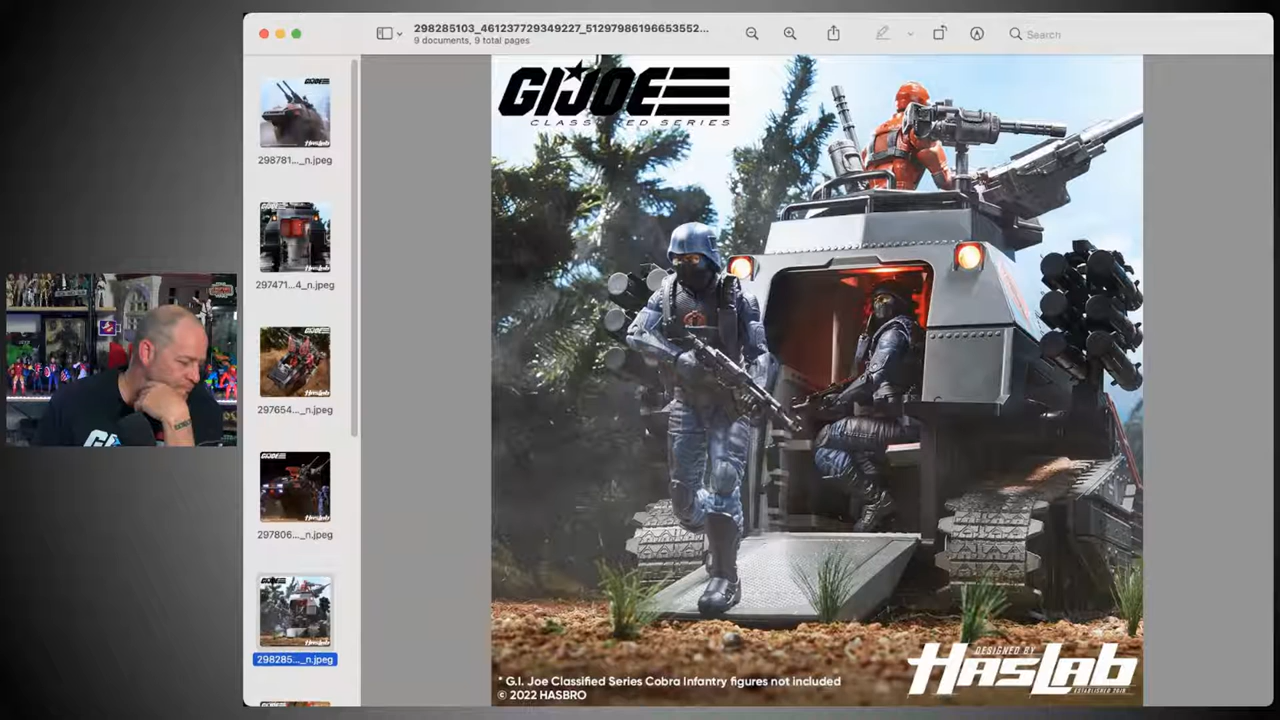 298285103_461237729349227_51297986196653552...
9 documents, 9 total pages
Search
298781..._n.jpeg
297471...4_n.jpeg
297654..._n.jpeg
297806..._n.jpeg
298285..._n.jpeg
GI JOE
CLASSIFIED SERIES
DESIGNED BY
HASLAB
* G.I. Joe Classified Series Cobra Infantry figures not included
© 2022 HASBRO